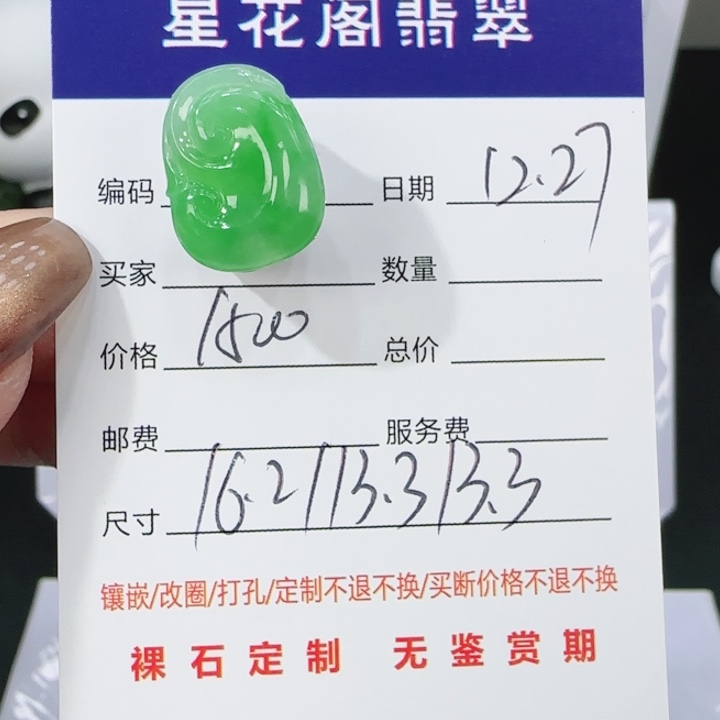 星花阁翡翠
编码 日期 12.27
买家 数量
价格 1800 总价
邮费 服务费
尺寸 16.2/13.3/3.3
镶嵌/改圈/打孔/定制不退不换/买断价格不退不换
裸石定制 无鉴赏期